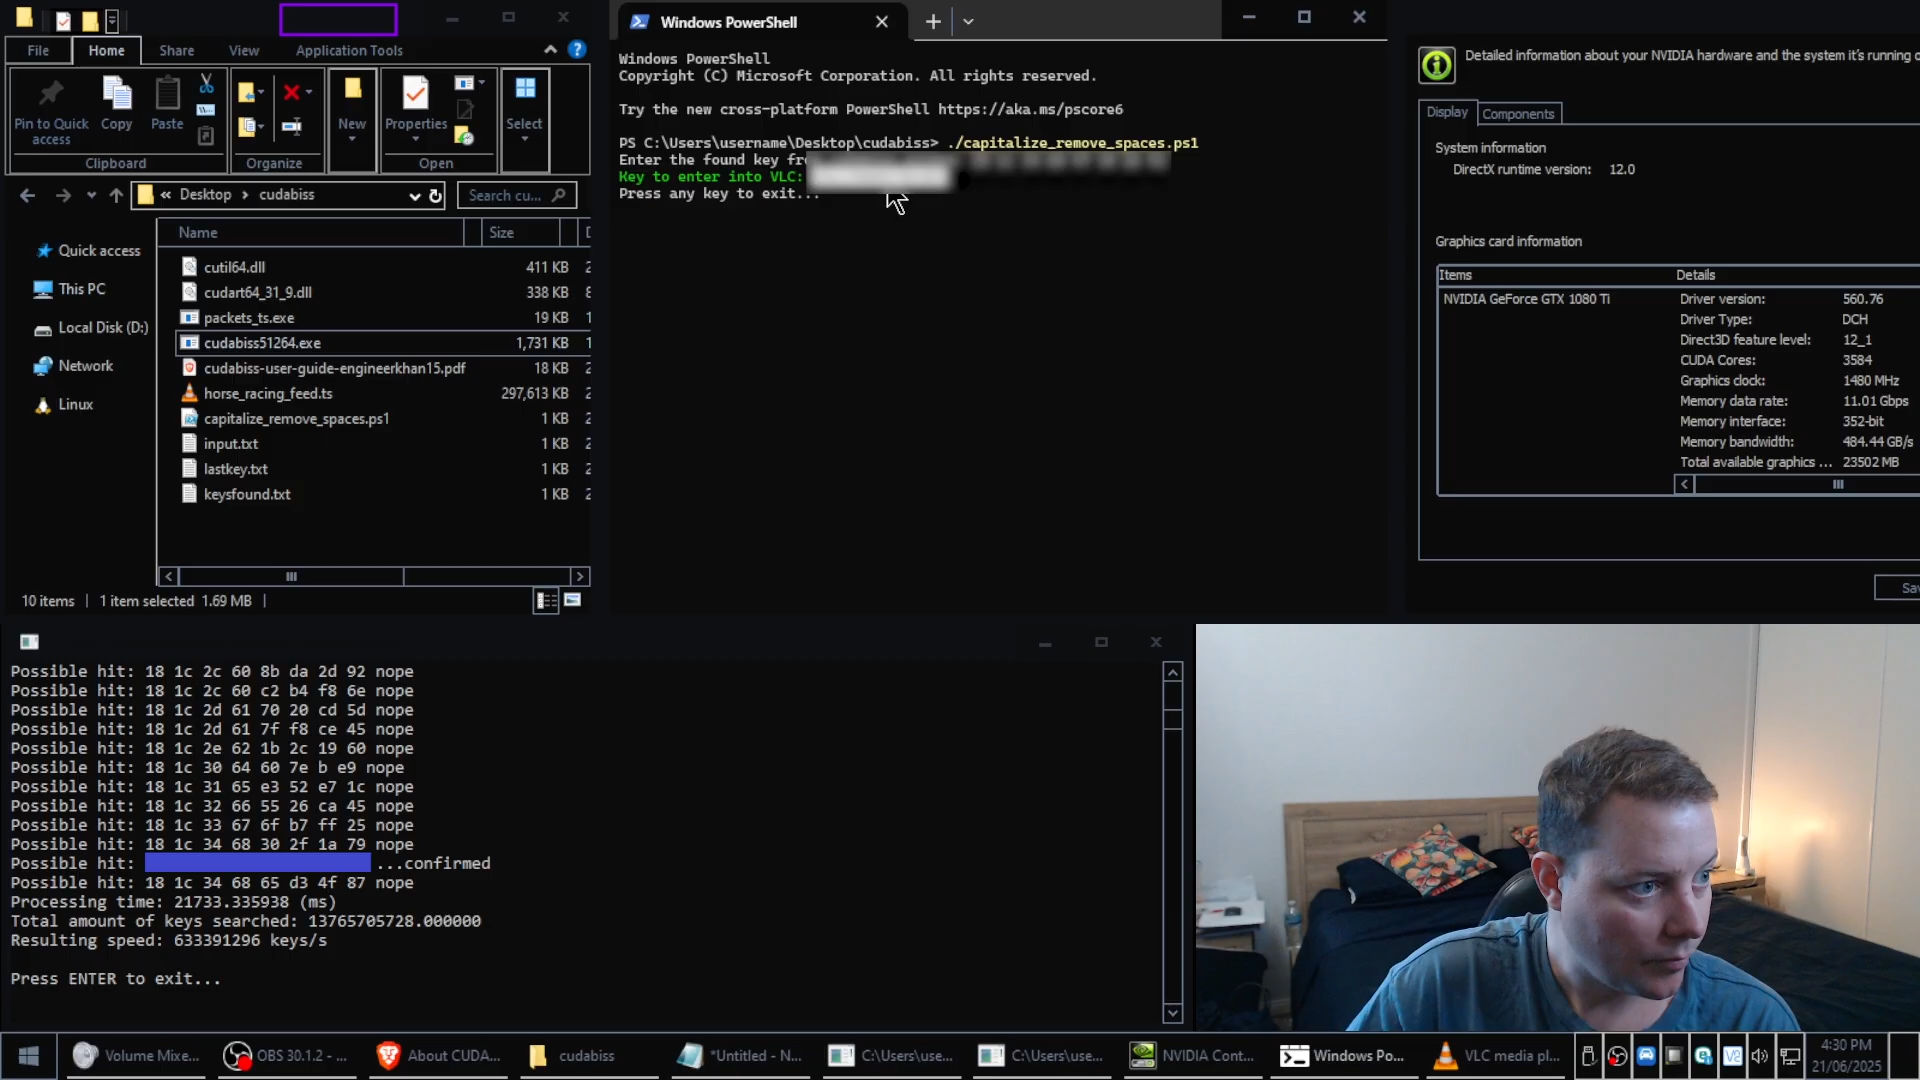 File
Home
Share
View
Application Tools
Pin to Quick access
Copy
Paste
New
Properties
Select
Clipboard
Organize
Open
« Desktop > cudabiss
Search cu...
Quick access
This PC
Local Disk (D:)
Network
Linux
Name
Size
cutil64.dll 411 KB 2
cudart64_31_9.dll 338 KB 8
packets_ts.exe 19 KB 1
cudabiss51264.exe 1,731 KB 1
cudabiss-user-guide-engineerkhan15.pdf 18 KB 2
horse_racing_feed.ts 297,613 KB 2
capitalize_remove_spaces.ps1 1 KB 2
input.txt 1 KB 2
lastkey.txt 1 KB 2
keysfound.txt 1 KB 2
10 items | 1 item selected 1.69 MB |
Windows PowerShell
Windows PowerShell
Copyright (C) Microsoft Corporation. All rights reserved.
Try the new cross-platform PowerShell https://aka.ms/pscore6
PS C:\Users\username\Desktop\cudabiss> ./capitalize_remove_spaces.ps1
Enter the found key
Key to enter into VLC:
Press any key to exit...
Detailed information about your NVIDIA hardware and the system it's running
Display
Components
System information
DirectX runtime version: 12.0
Graphics card information
Items
Details
NVIDIA GeForce GTX 1080 Ti
Driver version: 560.76
Driver Type: DCH
Direct3D feature level: 12_1
CUDA Cores: 3584
Graphics clock: 1480 MHz
Memory data rate: 11.01 Gbps
Memory interface: 352-bit
Memory bandwidth: 484.44 GB/s
Total available graphics ... 23502 MB
Possible hit: 18 1c 2c 60 8b da 2d 92 nope
Possible hit: 18 1c 2c 60 c2 b4 f8 6e nope
Possible hit: 18 1c 2d 61 70 20 cd 5d nope
Possible hit: 18 1c 2d 61 7f f8 ce 45 nope
Possible hit: 18 1c 2e 62 1b 2c 19 60 nope
Possible hit: 18 1c 30 64 60 7e b e9 nope
Possible hit: 18 1c 31 65 e3 52 e7 1c nope
Possible hit: 18 1c 32 66 55 26 ca 45 nope
Possible hit: 18 1c 33 67 6f b7 ff 25 nope
Possible hit: 18 1c 34 68 30 2f 1a 79 nope
Possible hit: ...confirmed
Possible hit: 18 1c 34 68 65 d3 4f 87 nope
Processing time: 21733.335938 (ms)
Total amount of keys searched: 13765705728.000000
Resulting speed: 633391296 keys/s
Press ENTER to exit...
Volume Mixe...
OBS 30.1.2 - ...
About CUDA...
cudabiss
*Untitled - N...
C:\Users\use...
C:\Users\use...
NVIDIA Cont...
Windows Po...
VLC media pl...
4:30 PM
21/06/2025